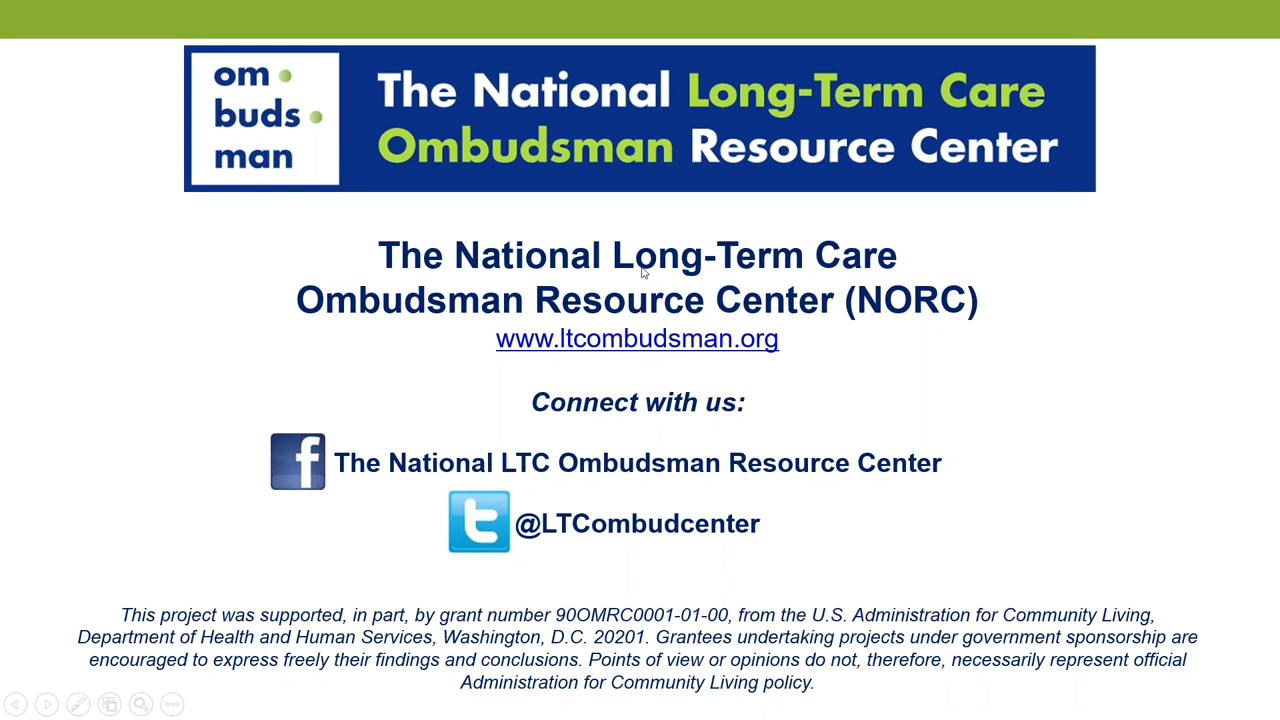 om
buds
man
The National Long-Term Care
Ombudsman Resource Center
The National Long-Term Care
Ombudsman Resource Center (NORC)
www.ltcombudsman.org
Connect with us:
f The National LTC Ombudsman Resource Center
t @LTCombudcenter
This project was supported, in part, by grant number 90OMRC0001-01-00, from the U.S. Administration for Community Living,
Department of Health and Human Services, Washington, D.C. 20201. Grantees undertaking projects under government sponsorship are
encouraged to express freely their findings and conclusions. Points of view or opinions do not, therefore, necessarily represent official
Administration for Community Living policy.